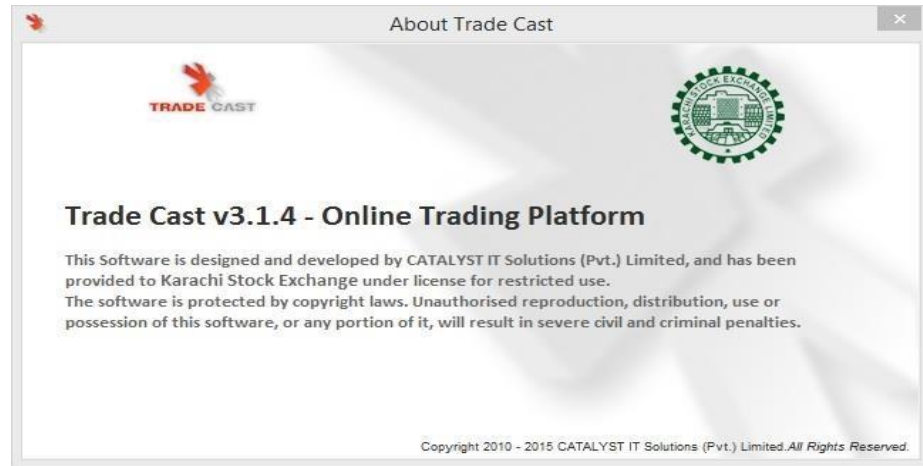 About Trade Cast
TRADE CAST
KARACHI STOCK EXCHANGE LIMITED
Trade Cast v3.1.4 - Online Trading Platform
This Software is designed and developed by CATALYST IT Solutions (Pvt.) Limited, and has been
provided to Karachi Stock Exchange under license for restricted use.
The software is protected by copyright laws. Unauthorised reproduction, distribution, use or
possession of this software, or any portion of it, will result in severe civil and criminal penalties.
Copyright 2010 - 2015 CATALYST IT Solutions (Pvt.) Limited.All Rights Reserved.